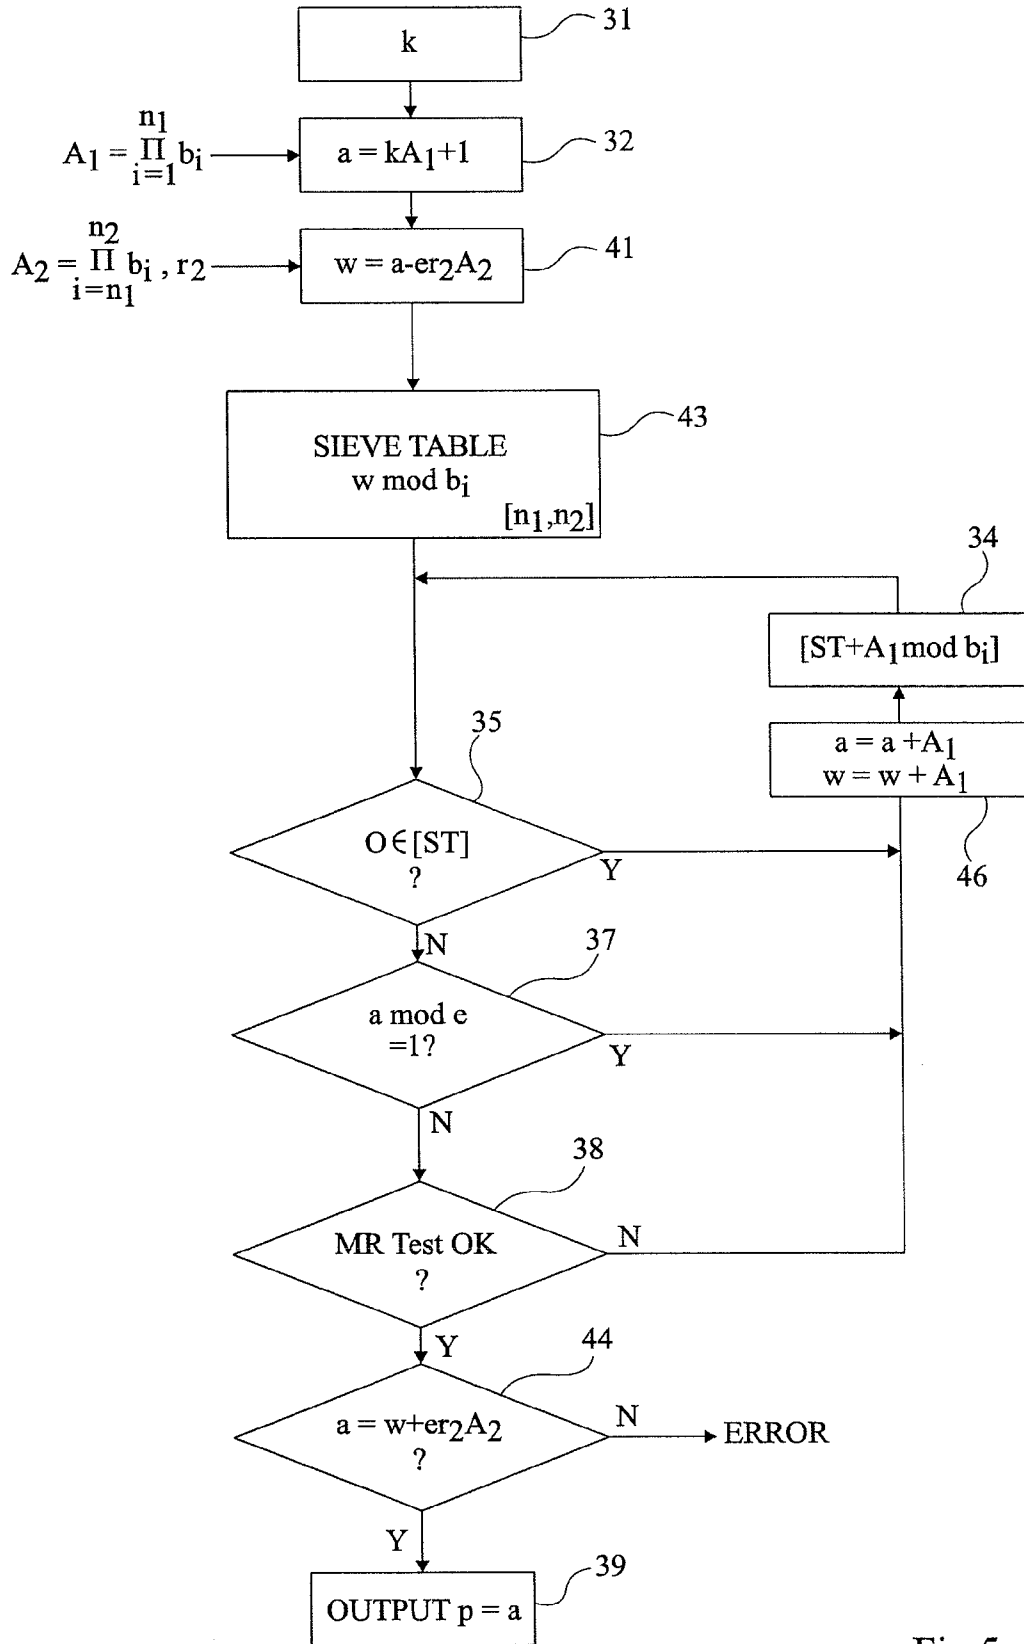 k
31
n1
A1 = Π bi
i=1
a = kA1+1
32
n2
A2 = Π bi , r2
i=n1
w = a-er2A2
41
SIEVE TABLE
w mod bi
[n1,n2]
43
34
[ST+A1mod bi]
a = a +A1
w = w + A1
46
35
O∈[ST]
?
Y
N
37
a mod e
=1?
Y
N
38
MR Test OK
?
N
Y
44
a = w+er2A2
?
N
ERROR
Y
39
OUTPUT p = a